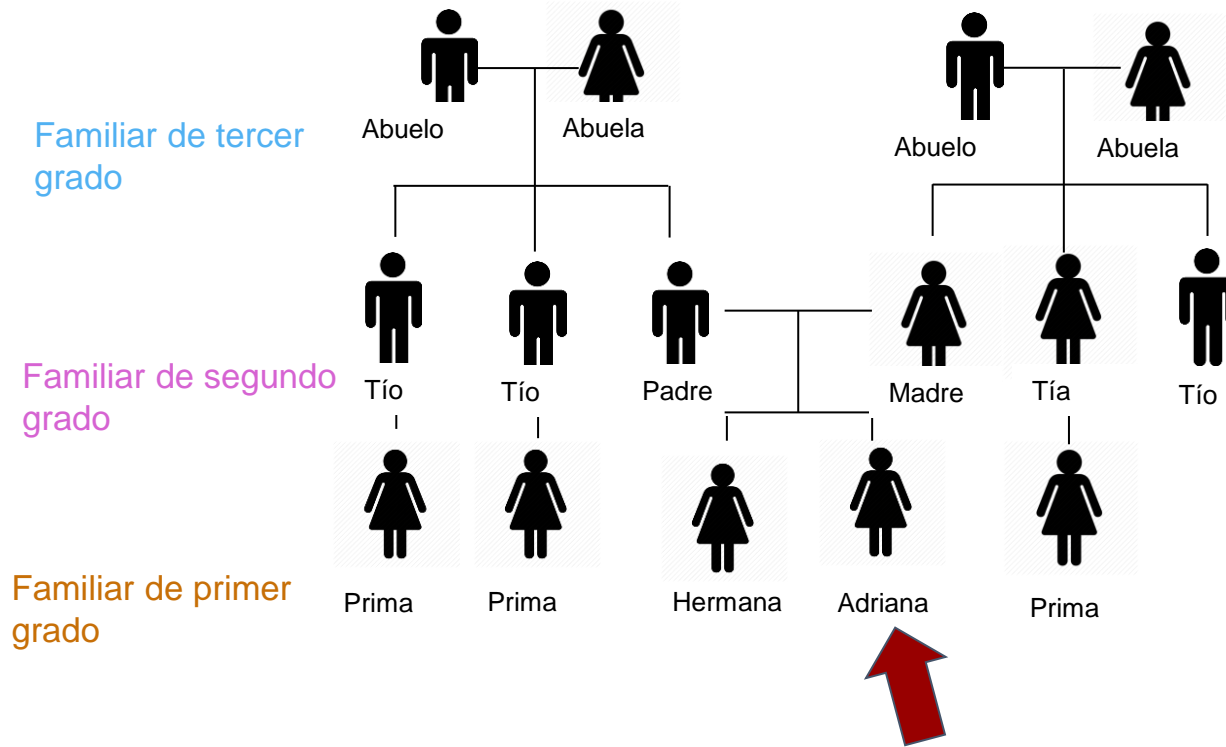 Abuelo
Abuela
Abuelo
Abuela
Familiar de tercer
grado
Tío
Tío
Padre
Madre
Tía
Tío
Familiar de segundo
grado
Prima
Prima
Hermana
Adriana
Prima
Familiar de primer
grado